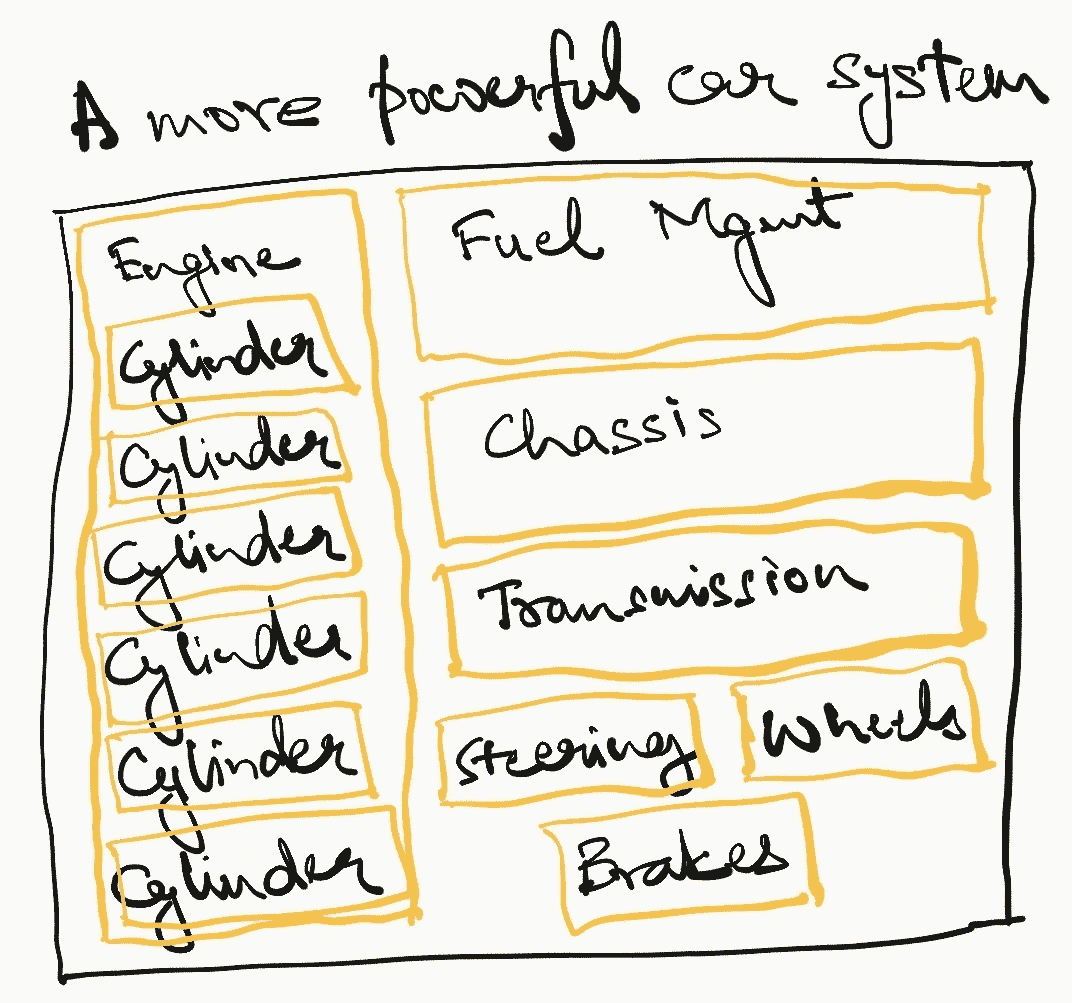 A more powerful car system
Engine
Cylinder
Cylinder
Cylinder
Cylinder
Cylinder
Cylinder
Fuel Mgmt
Chassis
Transmission
Steering
Wheels
Brakes